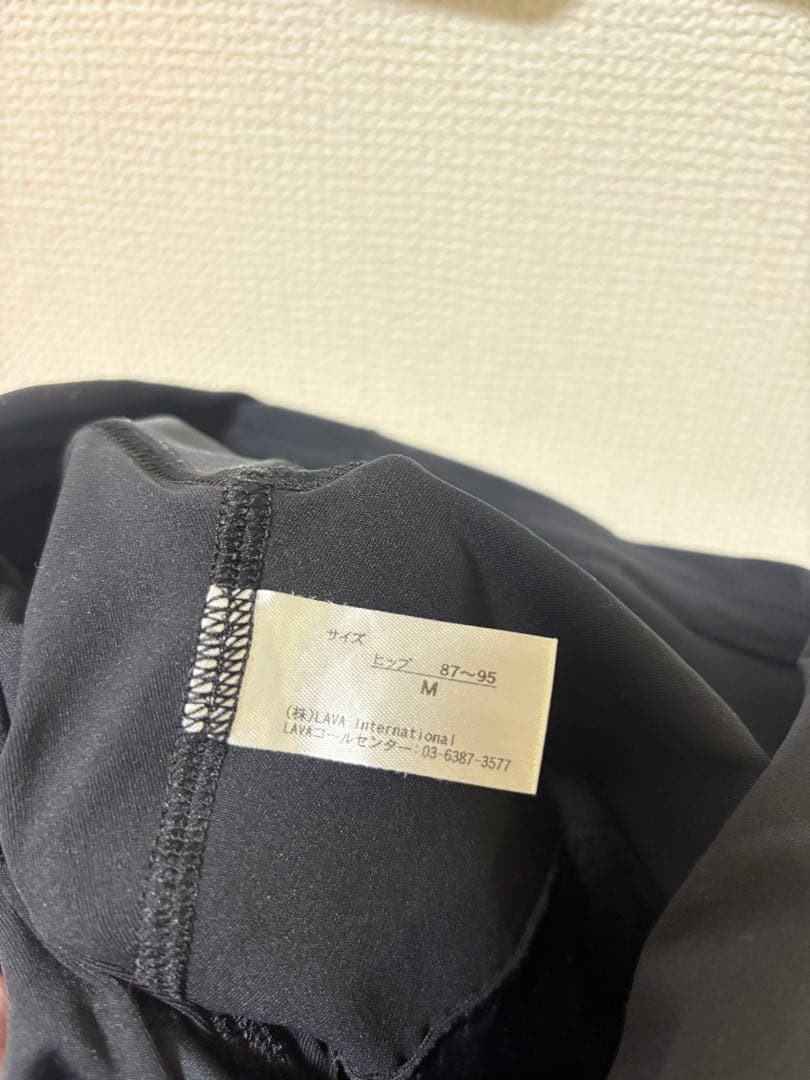 サイズ
ヒップ 87～95
M
(株)LAVA International
LAVAコールセンター：03-6387-3577